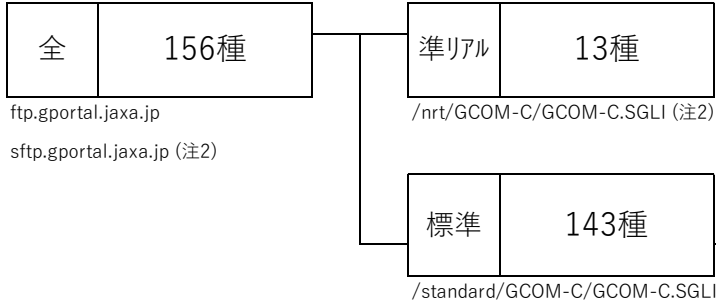 全 156種
ftp.gportal.jaxa.jp
sftp.gportal.jaxa.jp (注2)
準リアル 13種
/nrt/GCOM-C/GCOM-C.SGLI (注2)
標準 143種
/standard/GCOM-C/GCOM-C.SGLI